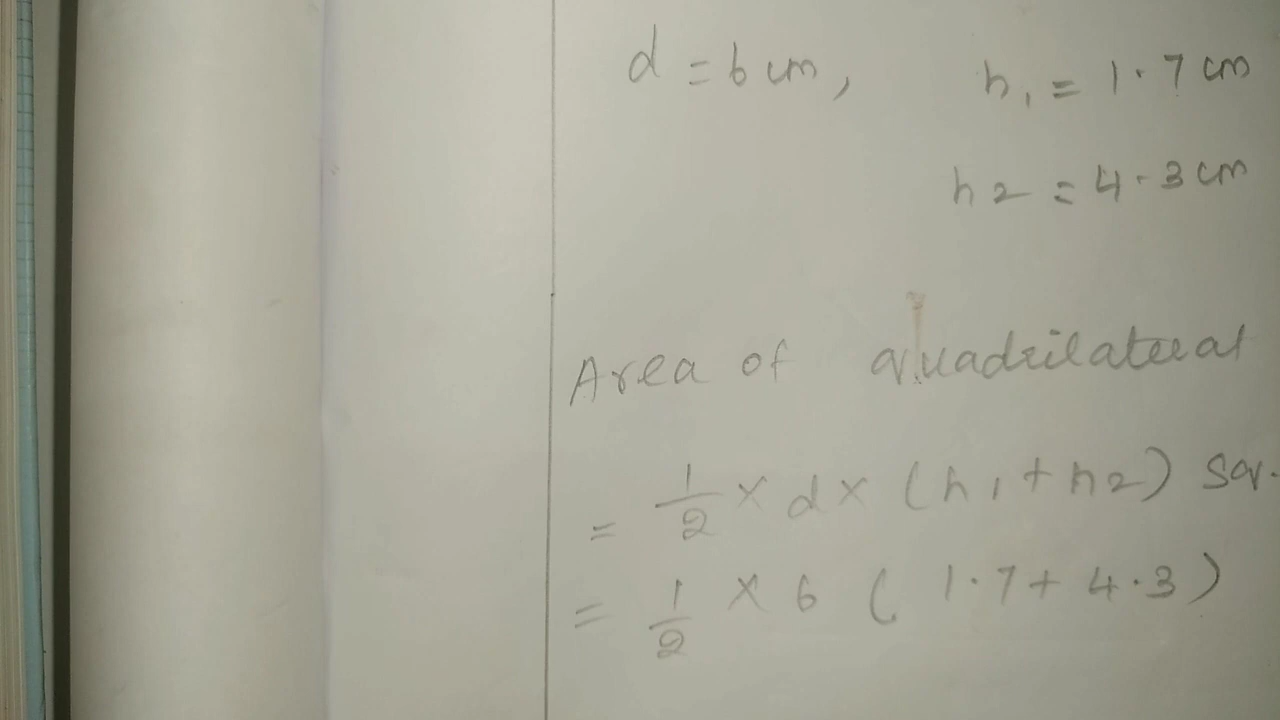 d = 6 cm, h1 = 1.7 cm
h2 = 4.3 cm
Area of quadrilateral
= 1/2 × d × (h1 + h2) sq.
= 1/2 × 6 ( 1.7 + 4.3 )